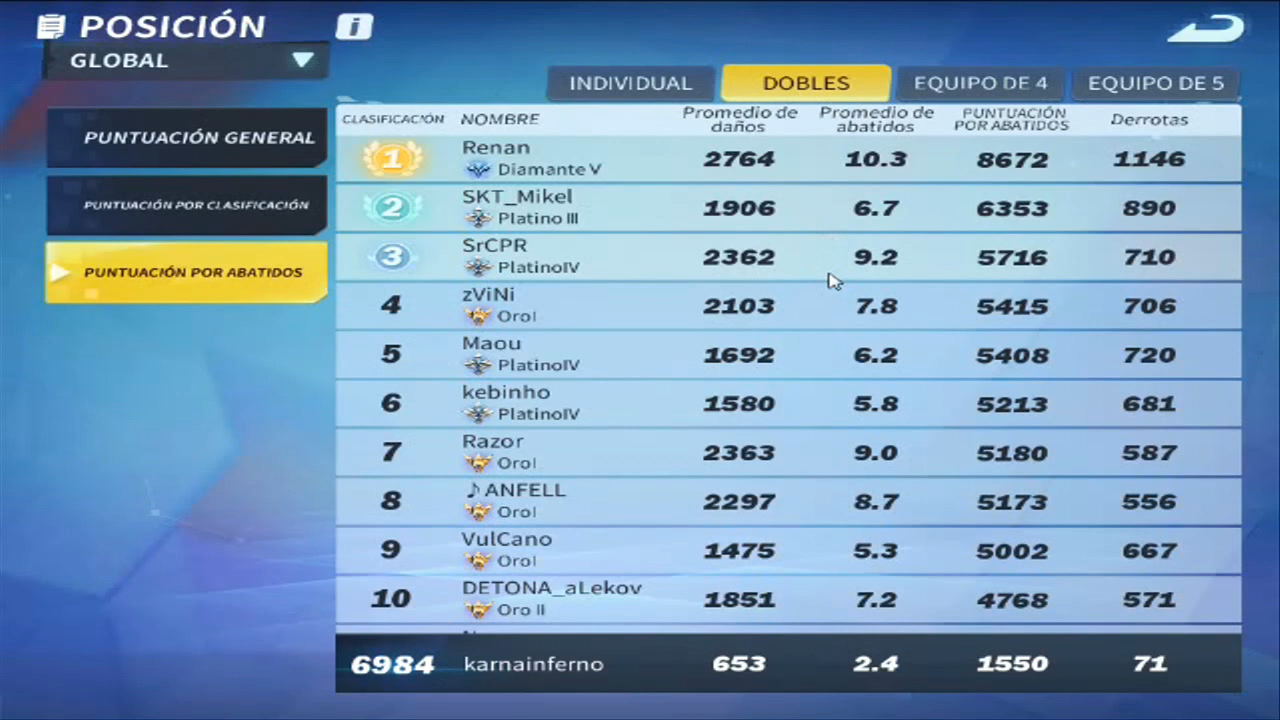 POSICIÓN
i
GLOBAL
INDIVIDUAL DOBLES EQUIPO DE 4 EQUIPO DE 5
PUNTUACIÓN GENERAL
PUNTUACIÓN POR CLASIFICACIÓN
PUNTUACIÓN POR ABATIDOS
CLASIFICACIÓN NOMBRE Promedio de daños Promedio de abatidos PUNTUACIÓN POR ABATIDOS Derrotas
1 Renan 2764 10.3 8672 1146
Diamante V
2 SKT_Mikel 1906 6.7 6353 890
Platino III
3 SrCPR 2362 9.2 5716 710
PlatinoIV
4 zViNi 2103 7.8 5415 706
OroI
5 Maou 1692 6.2 5408 720
PlatinoIV
6 kebinho 1580 5.8 5213 681
PlatinoIV
7 Razor 2363 9.0 5180 587
OroI
8 ♪ANFELL 2297 8.7 5173 556
OroI
9 VulCano 1475 5.3 5002 667
OroI
10 DETONA_aLekov 1851 7.2 4768 571
Oro II
6984 karnainferno 653 2.4 1550 71